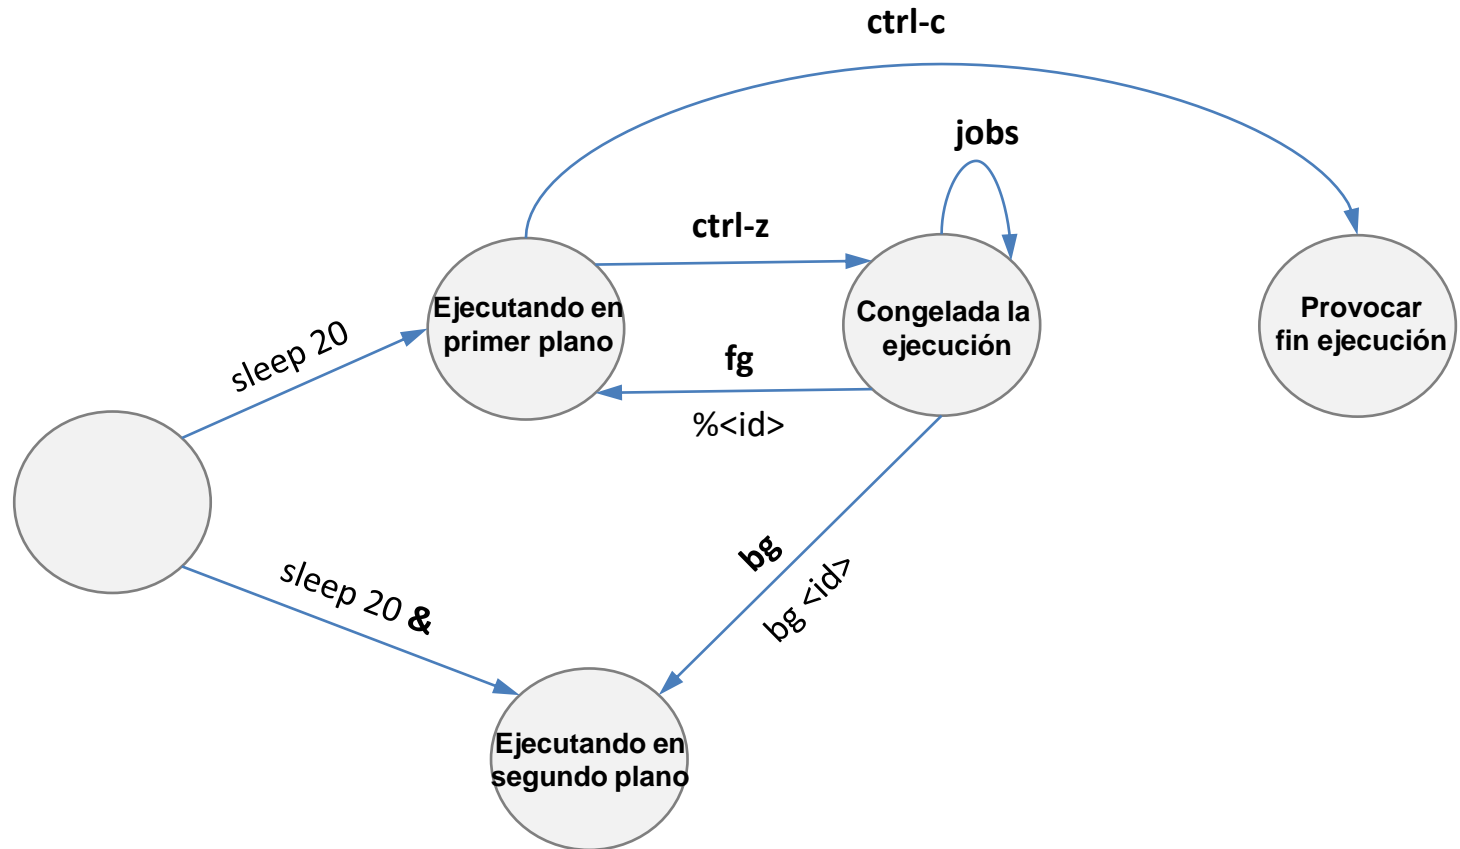 ctrl-c
jobs
ctrl-z
Ejecutando en
primer plano
Congelada la
ejecución
Provocar
fin ejecución
sleep 20
fg
%<id>
bg
bg <id>
sleep 20 &
Ejecutando en
segundo plano